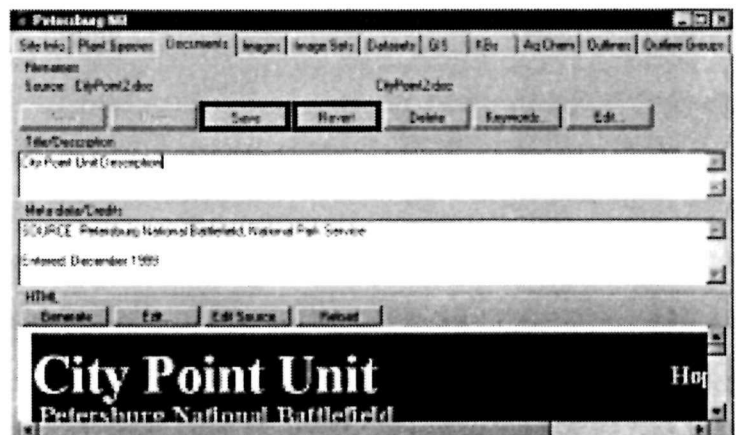 Petersburg NB
Site Info Plant Species Documents Images Image Sets Datasets GIS KBs Aq Chem Outlines Outline Groups
Filenames
Source: CityPoint2.doc CityPoint2.doc
Save Revert Delete Keywords... Edit...
Title/Description
City Point Unit Description
Metadata/Credits
SOURCE: Petersburg National Battlefield, National Park Service
Entered: December 1999
HTML
Generate Edit... Edit Source Reload
City Point Unit
Hop
Petersburg National Battlefield